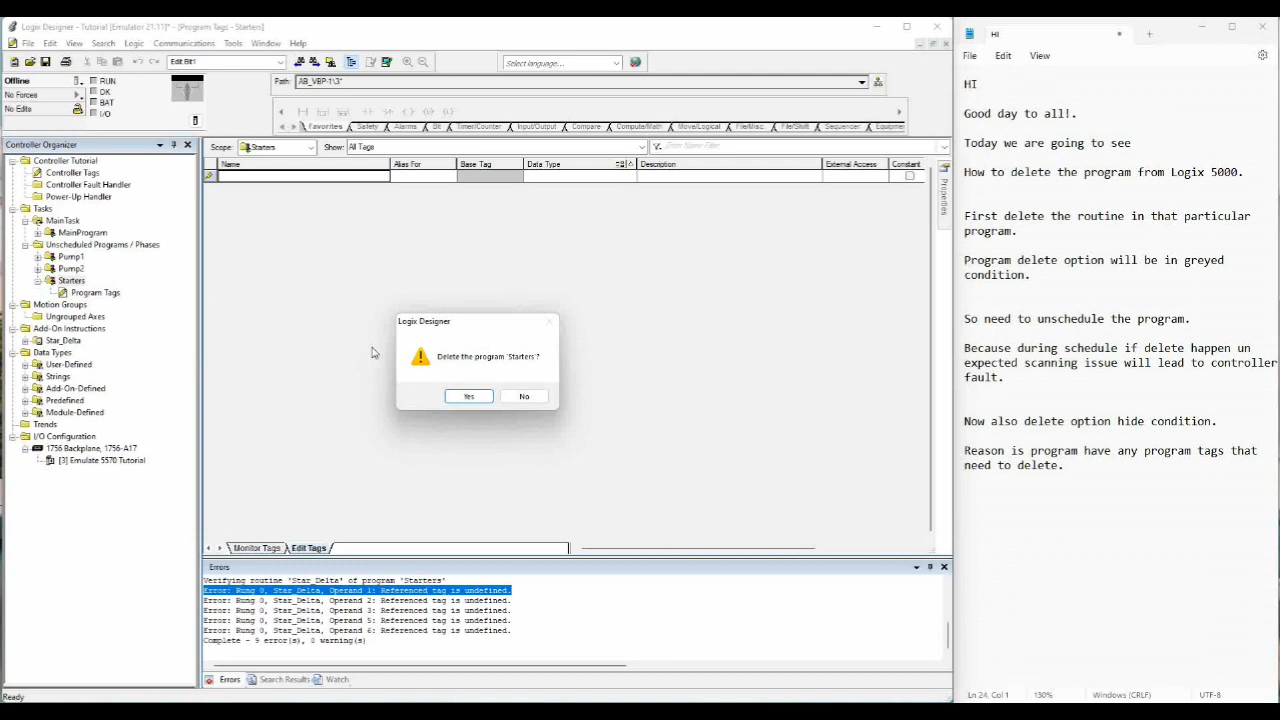 Logix Designer - Tutorial [Emulator 21.11]* - [Program Tags - Starters]
File Edit View Search Logic Communications Tools Window Help
Edit Bit1
Select language...
Offline
RUN
No Forces
OK
No Edits
BAT
I/O
Path: AB_VBP-1\3*
Favorites Safety Alarms Bit Timer/Counter Input/Output Compare Compute/Math Move/Logical File/Misc. File/Shift Sequencer Equipme
Controller Organizer
Controller Tutorial
Controller Tags
Controller Fault Handler
Power-Up Handler
Tasks
MainTask
MainProgram
Unscheduled Programs / Phases
Pump1
Pump2
Starters
Program Tags
Motion Groups
Ungrouped Axes
Add-On Instructions
Star_Delta
Data Types
User-Defined
Strings
Add-On-Defined
Predefined
Module-Defined
Trends
I/O Configuration
1756 Backplane, 1756-A17
[3] Emulate 5570 Tutorial
Scope: Starters Show: All Tags Enter Name Filter...
Name Alias For Base Tag Data Type Description External Access Constant
Properties
Logix Designer
Delete the program 'Starters'?
Yes No
Monitor Tags Edit Tags
Errors
Verifying routine 'Star_Delta' of program 'Starters'
Error: Rung 0, Star_Delta, Operand 1: Referenced tag is undefined.
Error: Rung 0, Star_Delta, Operand 2: Referenced tag is undefined.
Error: Rung 0, Star_Delta, Operand 3: Referenced tag is undefined.
Error: Rung 0, Star_Delta, Operand 5: Referenced tag is undefined.
Error: Rung 0, Star_Delta, Operand 6: Referenced tag is undefined.
Complete - 9 error(s), 0 warning(s)
Errors Search Results Watch
Ready
HI
File Edit View
HI
Good day to all!.
Today we are going to see
How to delete the program from Logix 5000.
First delete the routine in that particular
program.
Program delete option will be in greyed
condition.
So need to unschedule the program.
Because during schedule if delete happen un
expected scanning issue will lead to controller
fault.
Now also delete option hide condition.
Reason is program have any program tags that
need to delete.
Ln 24, Col 1 130% Windows (CRLF) UTF-8